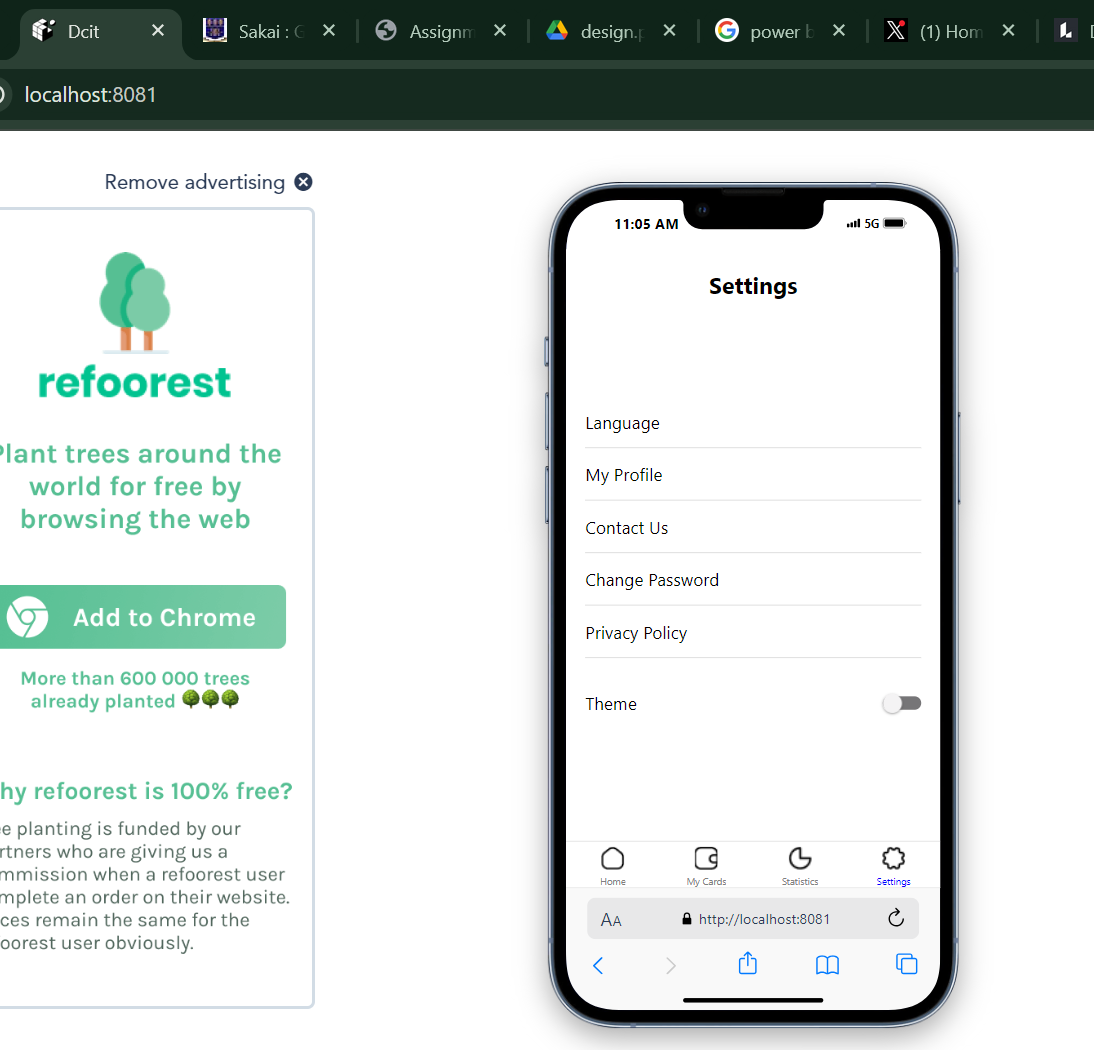 Dcit
Sakai : G
Assignm
design.p
power b
(1) Hom
localhost:8081
Remove advertising
refoorest
Plant trees around the
world for free by
browsing the web
Add to Chrome
More than 600 000 trees
already planted 🌳🌳🌳
hy refoorest is 100% free?
e planting is funded by our
rtners who are giving us a
mmission when a refoorest user
mplete an order on their website.
ices remain the same for the
oorest user obviously.
11:05 AM
5G
Settings
Language
My Profile
Contact Us
Change Password
Privacy Policy
Theme
Home
My Cards
Statistics
Settings
AA
http://localhost:8081